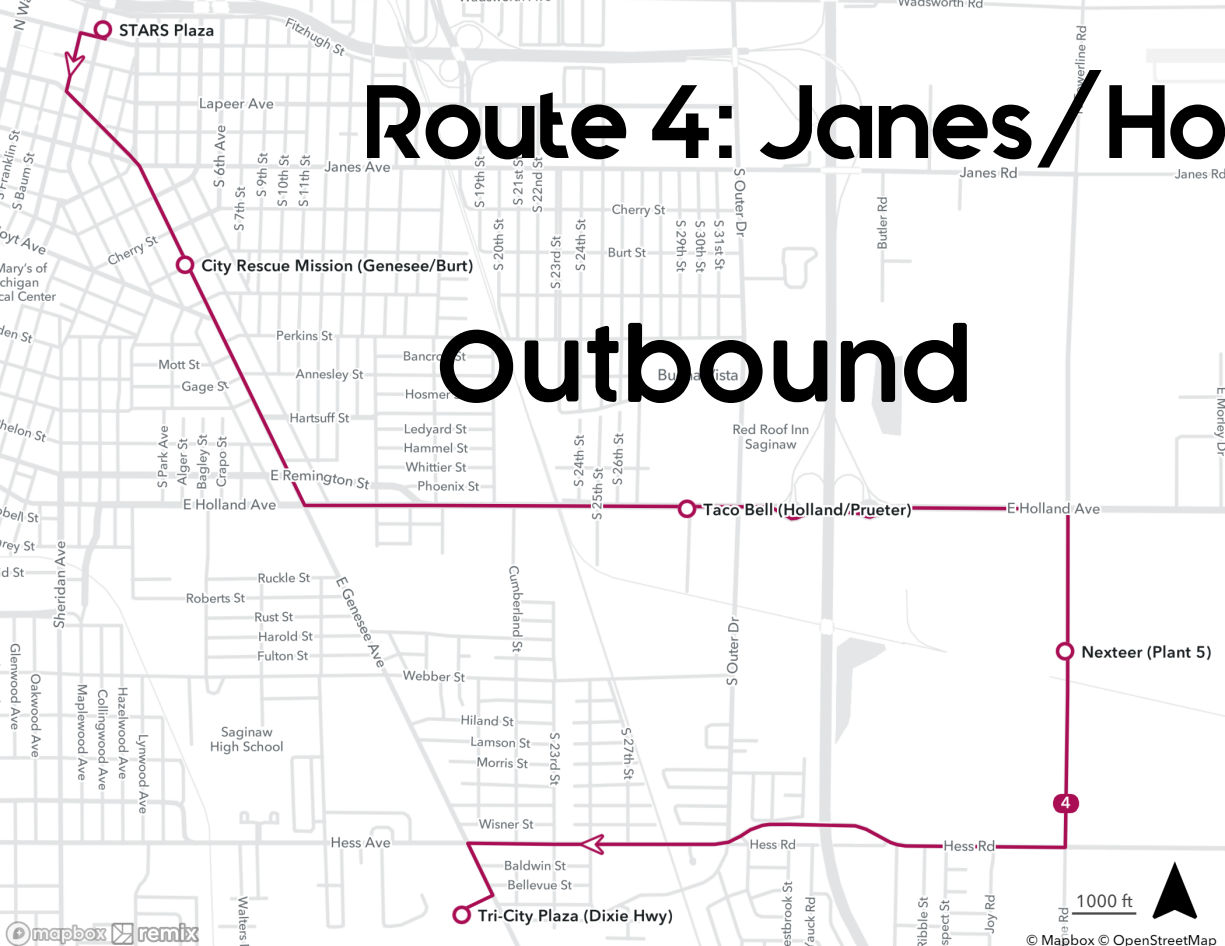 Wadsworth Rd
STARS Plaza
Fitzhugh St
Lapeer Ave
Route 4: Janes/Ho
S 6th Ave
S 7th St
S 9th St
S 10th St
S 11th St
Janes Ave
S 19th St
S 21st St
S 22nd St
Janes Rd
Janes Rd
S Franklin St
S Baum St
S Outer Dr
Butler Rd
Cherry St
Cherry St
S 20th St
S 23rd St
S 24th St
Burt St
S 29th St
S 30th St
S 31st St
City Rescue Mission (Genesee/Burt)
Perkins St
Outbound
Mott St
Annesley St
Gage St
Hartsuff St
Ledyard St
Hammel St
Whittier St
Phoenix St
Red Roof Inn
Saginaw
S Park Ave
Alger St
Bagley St
Crapo St
S 24th St
S 25th St
S 26th St
E Morley Dr
E Remington St
E Holland Ave
Taco Bell (Holland/Prueter)
E Holland Ave
Sheridan Ave
Ruckle St
Roberts St
Rust St
Harold St
Fulton St
E Genesee Ave
Cumberland St
Webber St
S Outer Dr
Nexteer (Plant 5)
Glenwood Ave
Oakwood Ave
Maplewood Ave
Collingwood Ave
Hazelwood Ave
Lynwood Ave
Saginaw
High School
Hiland St
Lamson St
Morris St
S 23rd St
S 27th St
4
Wisner St
Hess Ave
Hess Rd
Hess Rd
Baldwin St
Bellevue St
Tri-City Plaza (Dixie Hwy)
Joy Rd
1000 ft
mapbox remix
© Mapbox © OpenStreetMap